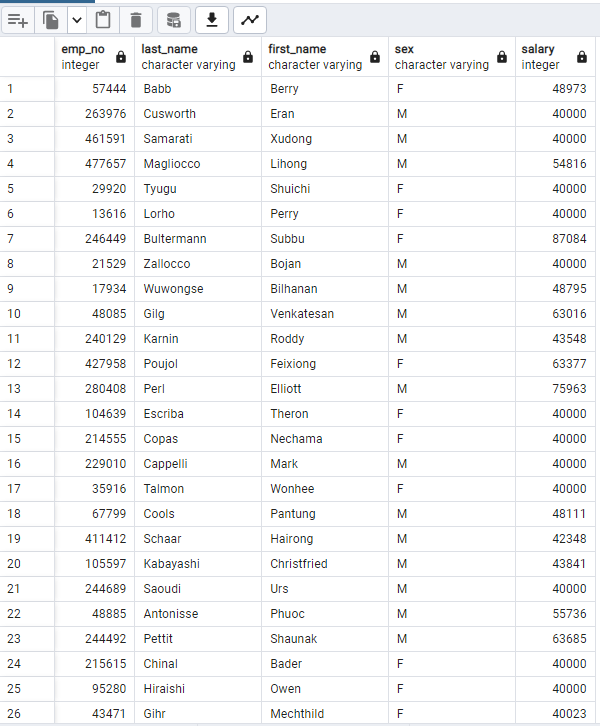 emp_no last_name first_name sex salary
integer character varying character varying character varying integer
1 57444 Babb Berry F 48973
2 263976 Cusworth Eran M 40000
3 461591 Samarati Xudong M 40000
4 477657 Magliocco Lihong M 54816
5 29920 Tyugu Shuichi F 40000
6 13616 Lorho Perry F 40000
7 246449 Bultermann Subbu F 87084
8 21529 Zallocco Bojan M 40000
9 17934 Wuwongse Bilhanan M 48795
10 48085 Gilg Venkatesan M 63016
11 240129 Karnin Roddy M 43548
12 427958 Poujol Feixiong F 63377
13 280408 Perl Elliott M 75963
14 104639 Escriba Theron F 40000
15 214555 Copas Nechama F 40000
16 229010 Cappelli Mark M 40000
17 35916 Talmon Wonhee F 40000
18 67799 Cools Pantung M 48111
19 411412 Schaar Hairong M 42348
20 105597 Kabayashi Christfried M 43841
21 244689 Saoudi Urs M 40000
22 48885 Antonisse Phuoc M 55736
23 244492 Pettit Shaunak M 63685
24 215615 Chinal Bader F 40000
25 95280 Hiraishi Owen F 40000
26 43471 Gihr Mechthild F 40023